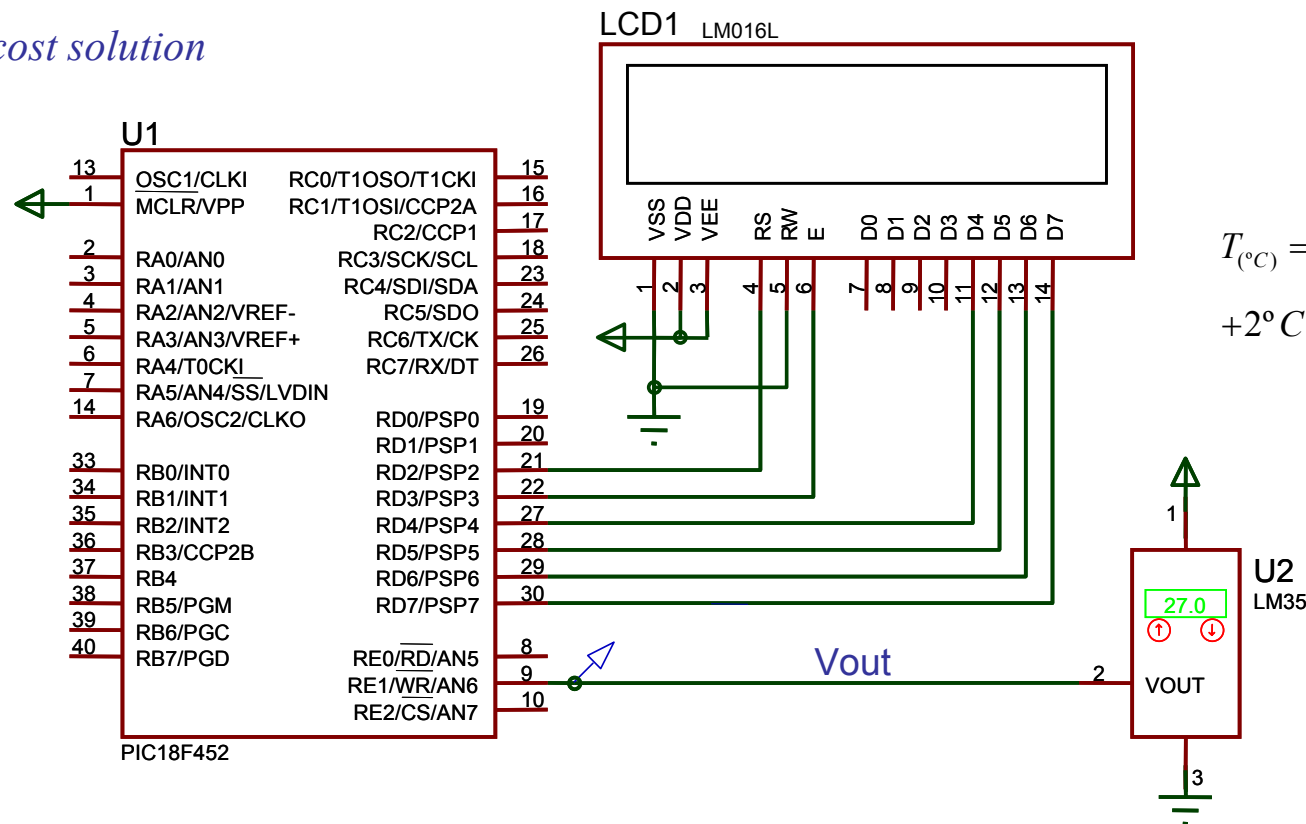 cost solution
LCD1 LM016L
VSS VDD VEE RS RW E D0 D1 D2 D3 D4 D5 D6 D7
1 2 3 4 5 6 7 8 9 10 11 12 13 14
U1
13 OSC1/CLKI RC0/T1OSO/T1CKI 15
1 MCLR/VPP RC1/T1OSI/CCP2A 16
RC2/CCP1 17
2 RA0/AN0 RC3/SCK/SCL 18
3 RA1/AN1 RC4/SDI/SDA 23
4 RA2/AN2/VREF- RC5/SDO 24
5 RA3/AN3/VREF+ RC6/TX/CK 25
6 RA4/T0CKI RC7/RX/DT 26
7 RA5/AN4/SS/LVDIN
14 RA6/OSC2/CLKO RD0/PSP0 19
RD1/PSP1 20
33 RB0/INT0 RD2/PSP2 21
34 RB1/INT1 RD3/PSP3 22
35 RB2/INT2 RD4/PSP4 27
36 RB3/CCP2B RD5/PSP5 28
37 RB4 RD6/PSP6 29
38 RB5/PGM RD7/PSP7 30
39 RB6/PGC
40 RB7/PGD RE0/RD/AN5 8
RE1/WR/AN6 9
RE2/CS/AN7 10
PIC18F452
T(ºC) =
+2º C
Vout
1
U2
LM35
27.0
2 VOUT
3